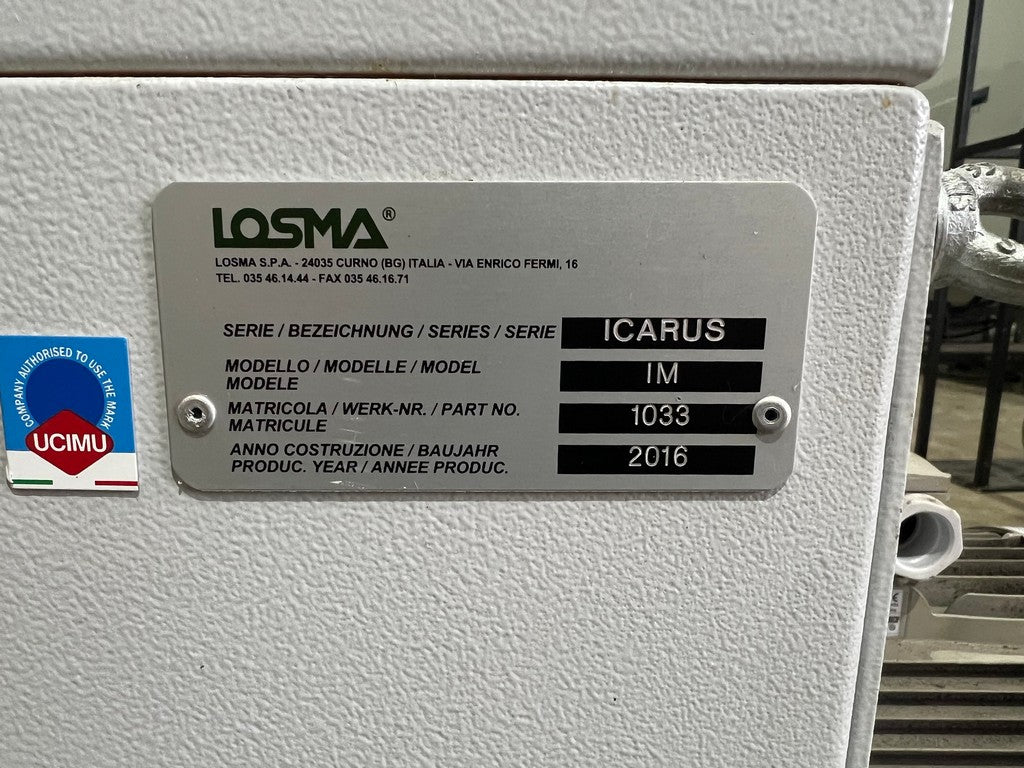 LOSMA®
LOSMA S.P.A. - 24035 CURNO (BG) ITALIA - VIA ENRICO FERMI, 16
TEL. 035 46.14.44 - FAX 035 46.16.71
SERIE / BEZEICHNUNG / SERIES / SERIE ICARUS
MODELLO / MODELLE / MODEL
MODELE IM
MATRICOLA / WERK-NR. / PART NO.
MATRICULE 1033
ANNO COSTRUZIONE / BAUJAHR
PRODUC. YEAR / ANNEE PRODUC. 2016
COMPANY AUTHORISED TO USE THE MARK
UCIMU